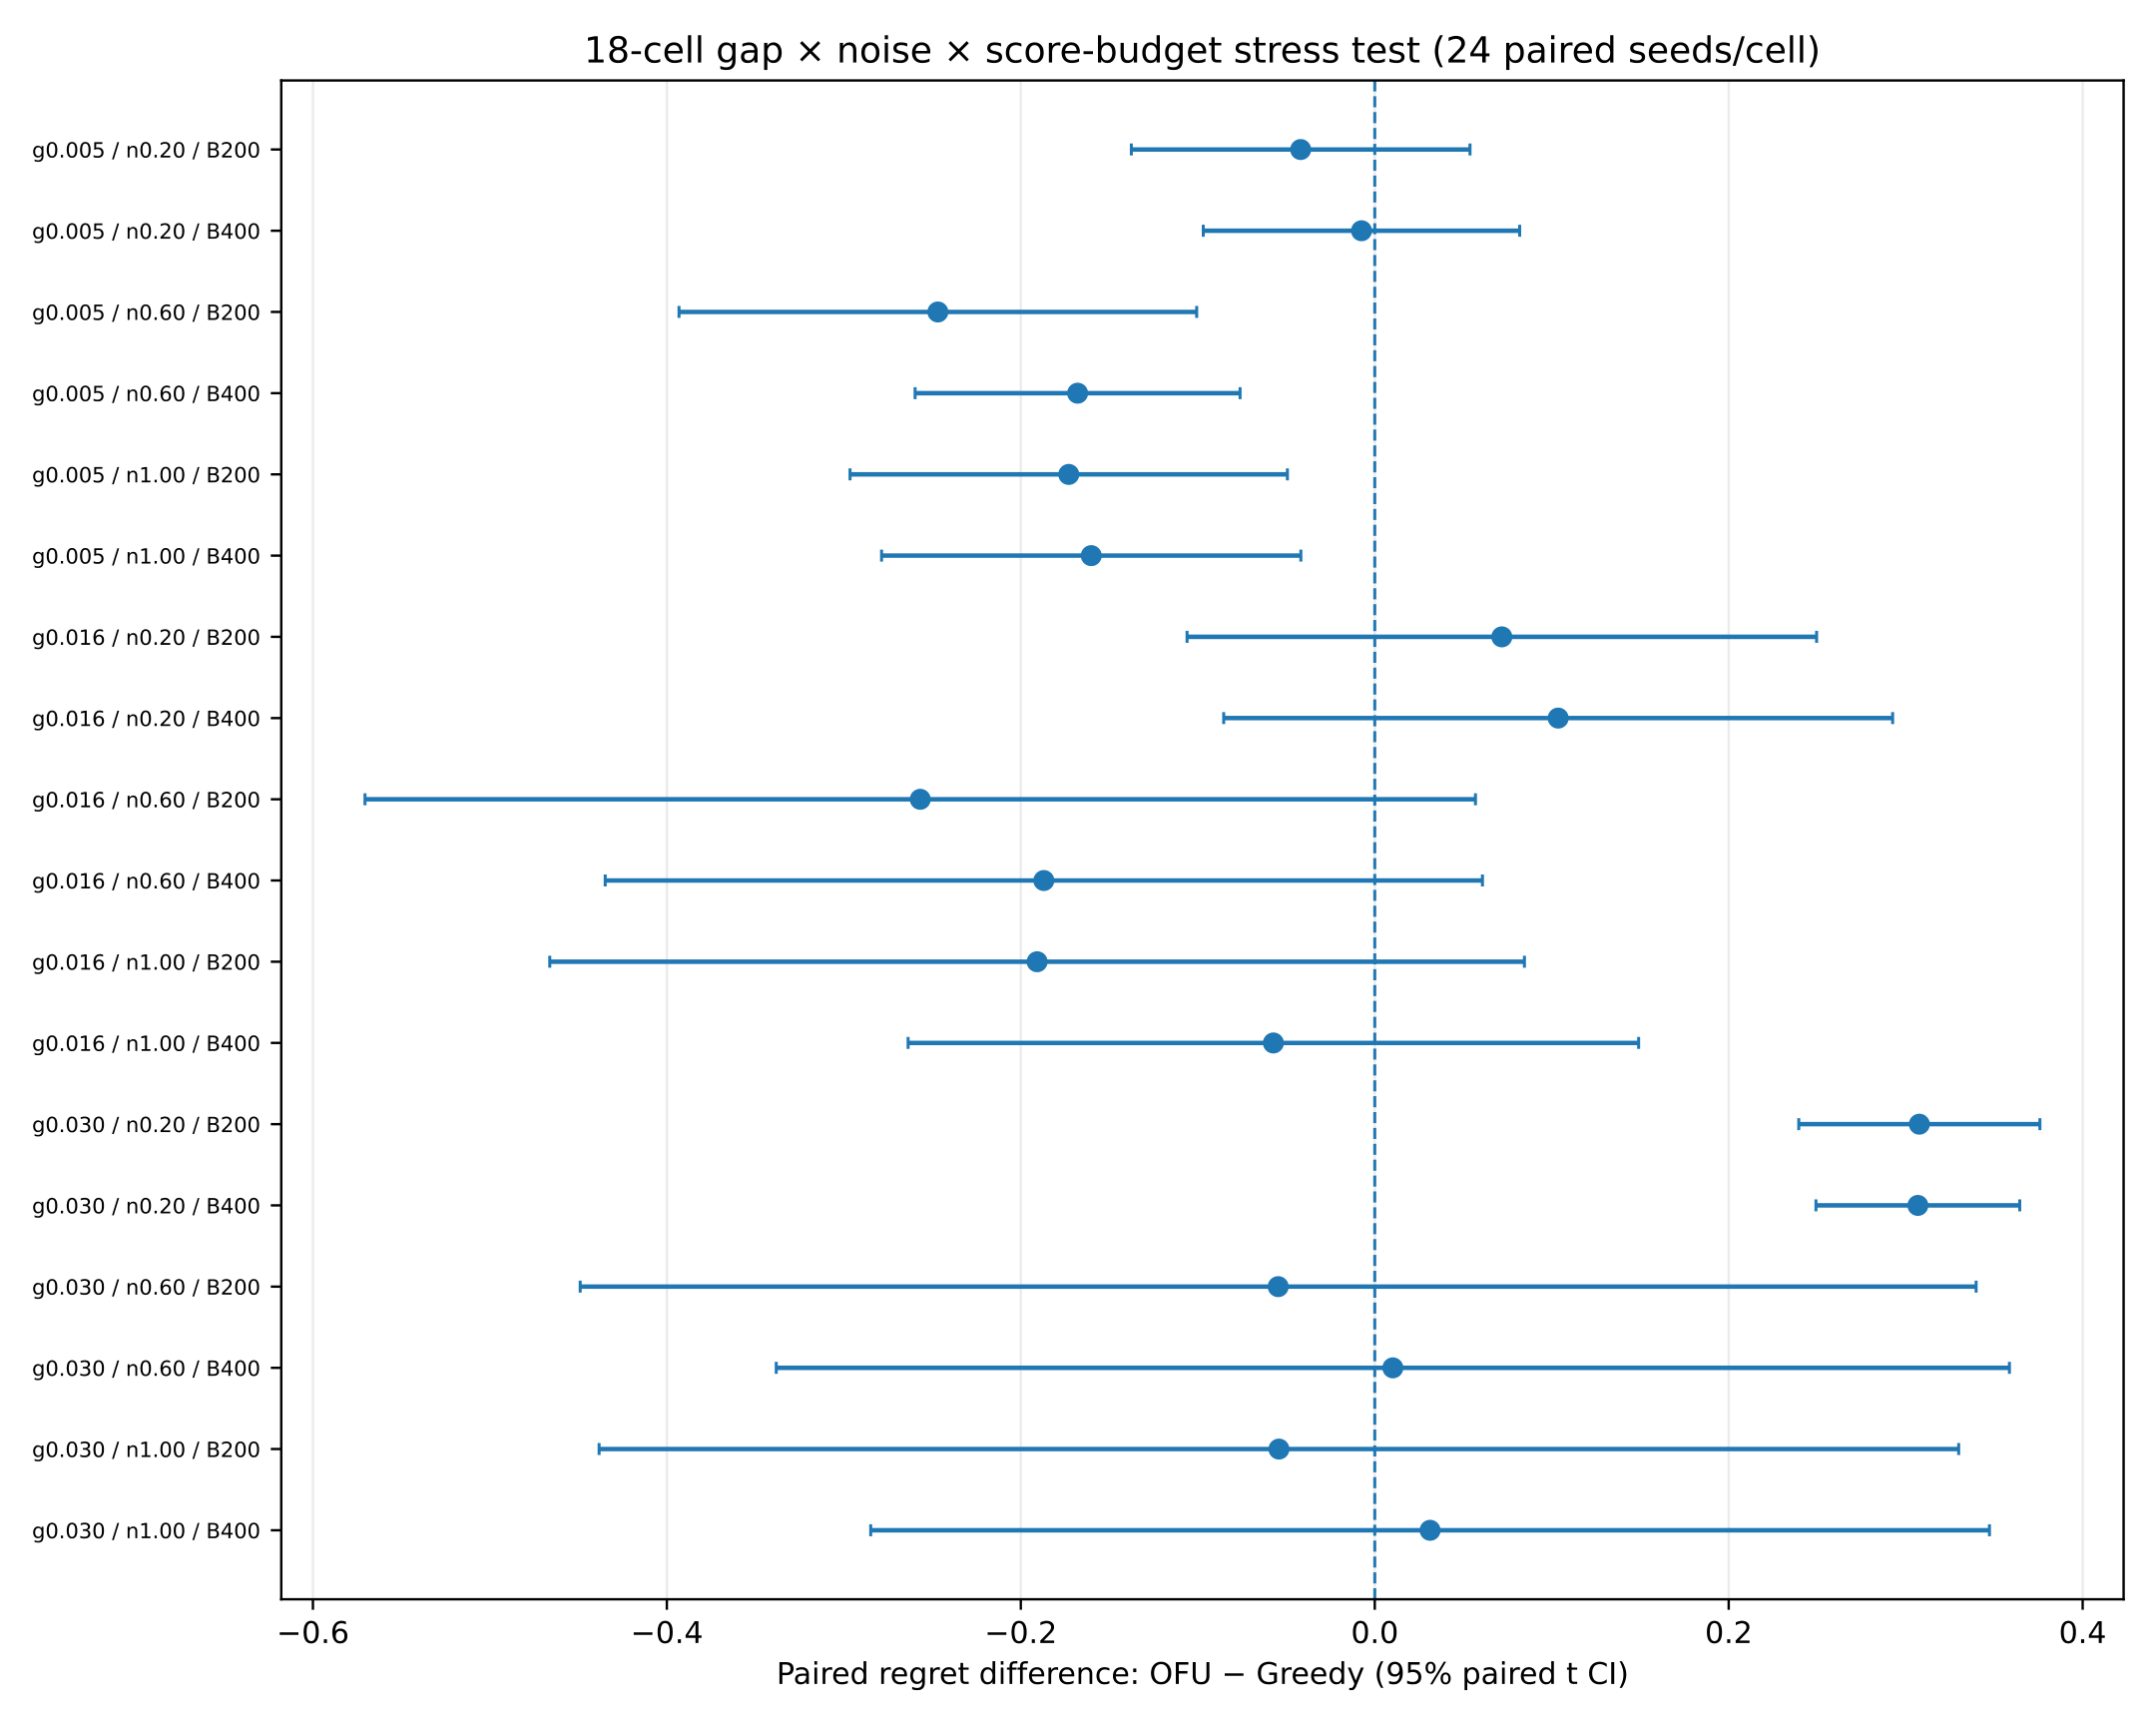 18-cell gap × noise × score-budget stress test (24 paired seeds/cell)
g0.005 / n0.20 / B200
g0.005 / n0.20 / B400
g0.005 / n0.60 / B200
g0.005 / n0.60 / B400
g0.005 / n1.00 / B200
g0.005 / n1.00 / B400
g0.016 / n0.20 / B200
g0.016 / n0.20 / B400
g0.016 / n0.60 / B200
g0.016 / n0.60 / B400
g0.016 / n1.00 / B200
g0.016 / n1.00 / B400
g0.030 / n0.20 / B200
g0.030 / n0.20 / B400
g0.030 / n0.60 / B200
g0.030 / n0.60 / B400
g0.030 / n1.00 / B200
g0.030 / n1.00 / B400
−0.6 −0.4 −0.2 0.0 0.2 0.4
Paired regret difference: OFU − Greedy (95% paired t CI)